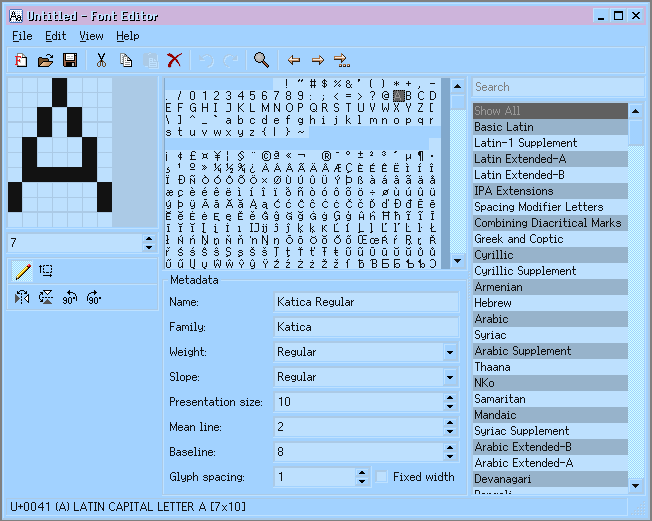 Untitled - Font Editor
File Edit View Help
! " # $ % & ' ( ) * + , -
. / 0 1 2 3 4 5 6 7 8 9 : ; < = > ? @ A B C D
E F G H I J K L M N O P Q R S T U V W X Y Z [
\ ] ^ _ ` a b c d e f g h i j k l m n o p q r
s t u v w x y z { | } ~
7
Metadata
Name: Katica Regular
Family: Katica
Weight: Regular
Slope: Regular
Presentation size: 10
Mean line: 2
Baseline: 8
Glyph spacing: 1 Fixed width
Search
Show All
Basic Latin
Latin-1 Supplement
Latin Extended-A
Latin Extended-B
IPA Extensions
Spacing Modifier Letters
Combining Diacritical Marks
Greek and Coptic
Cyrillic
Cyrillic Supplement
Armenian
Hebrew
Arabic
Syriac
Arabic Supplement
Thaana
NKo
Samaritan
Mandaic
Syriac Supplement
Arabic Extended-B
Arabic Extended-A
Devanagari
U+0041 (A) LATIN CAPITAL LETTER A [7x10]